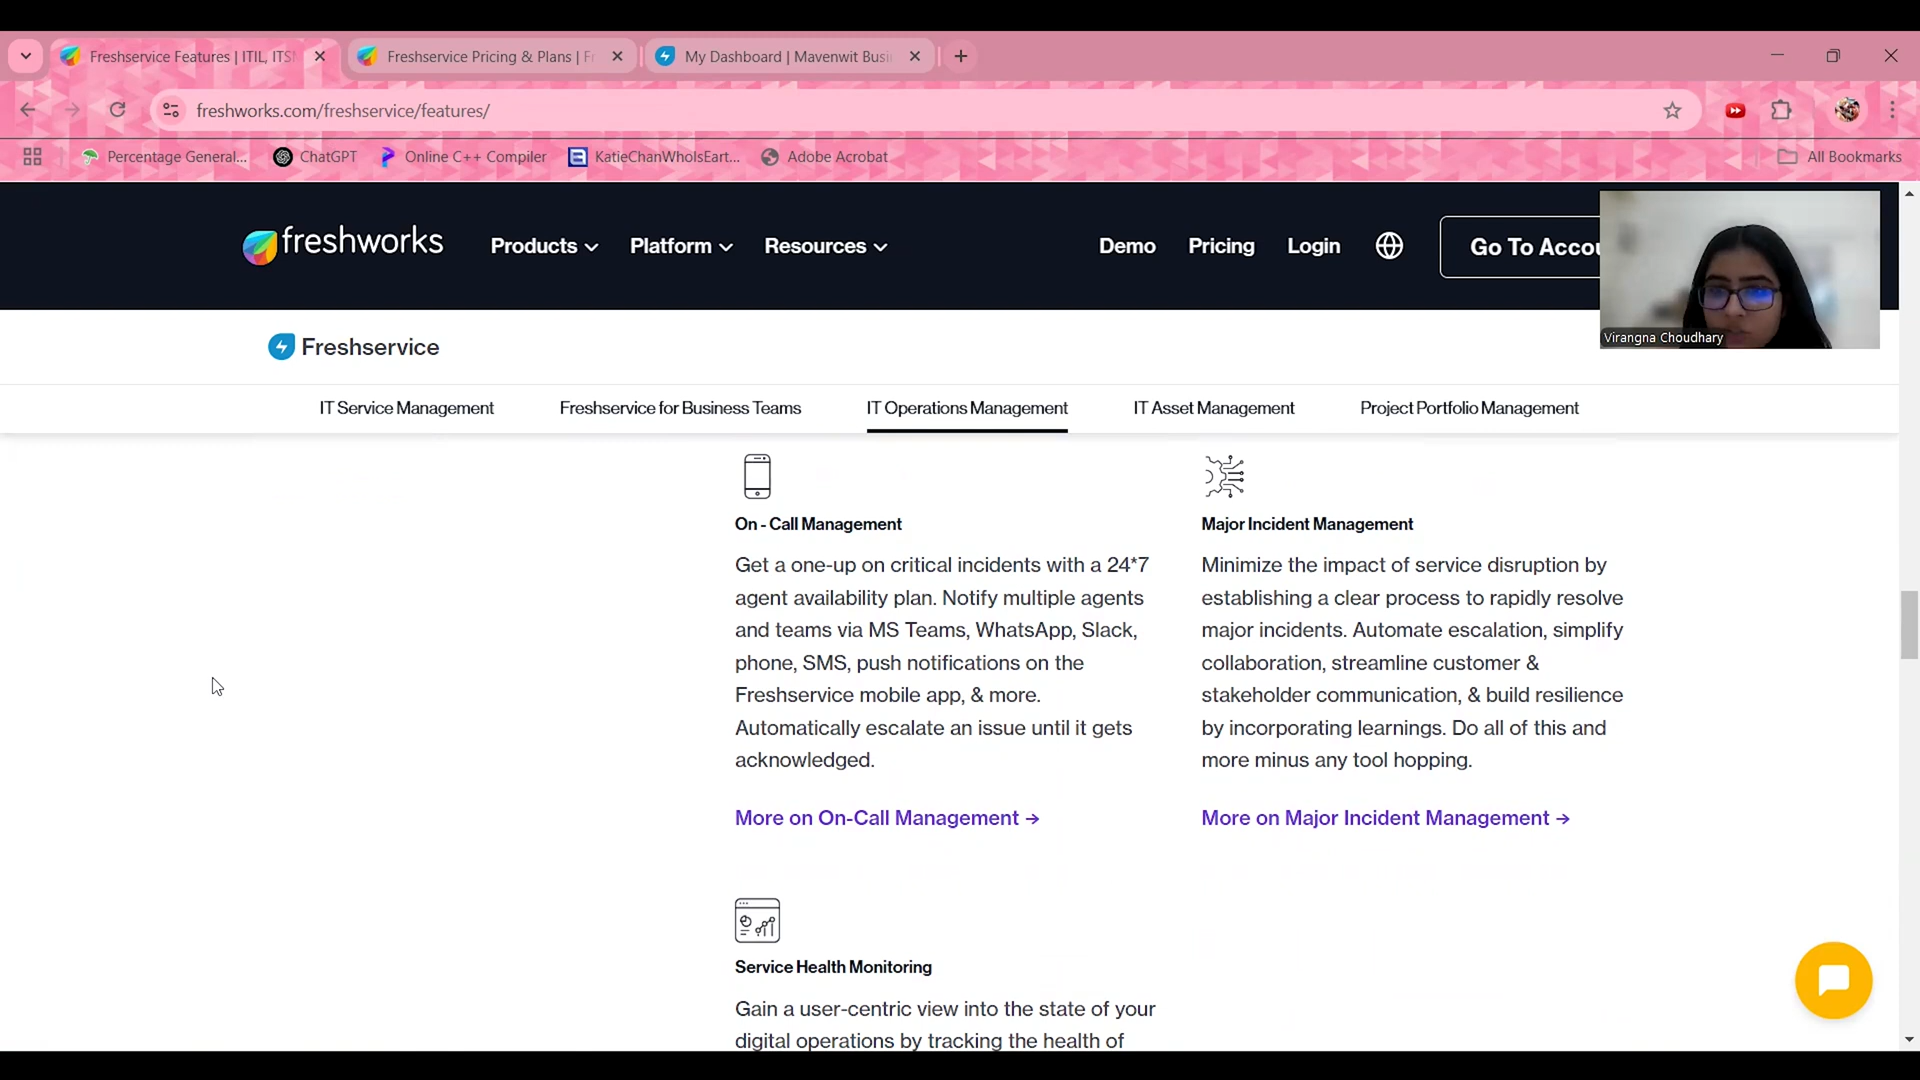 Freshservice Features | ITIL, ITSM
Freshservice Pricing & Plans | Fr
My Dashboard | Mavenwit Busi
freshworks.com/freshservice/features/
Percentage General...
ChatGPT
Online C++ Compiler
KatieChanWhoIsEart...
Adobe Acrobat
All Bookmarks
freshworks
Products
Platform
Resources
Demo
Pricing
Login
Go To Accou
Virangna Choudhary
Freshservice
IT Service Management
Freshservice for Business Teams
IT Operations Management
IT Asset Management
Project Portfolio Management
On - Call Management
Get a one-up on critical incidents with a 24*7
agent availability plan. Notify multiple agents
and teams via MS Teams, WhatsApp, Slack,
phone, SMS, push notifications on the
Freshservice mobile app, & more.
Automatically escalate an issue until it gets
acknowledged.
More on On-Call Management →
Major Incident Management
Minimize the impact of service disruption by
establishing a clear process to rapidly resolve
major incidents. Automate escalation, simplify
collaboration, streamline customer &
stakeholder communication, & build resilience
by incorporating learnings. Do all of this and
more minus any tool hopping.
More on Major Incident Management →
Service Health Monitoring
Gain a user-centric view into the state of your
digital operations by tracking the health of